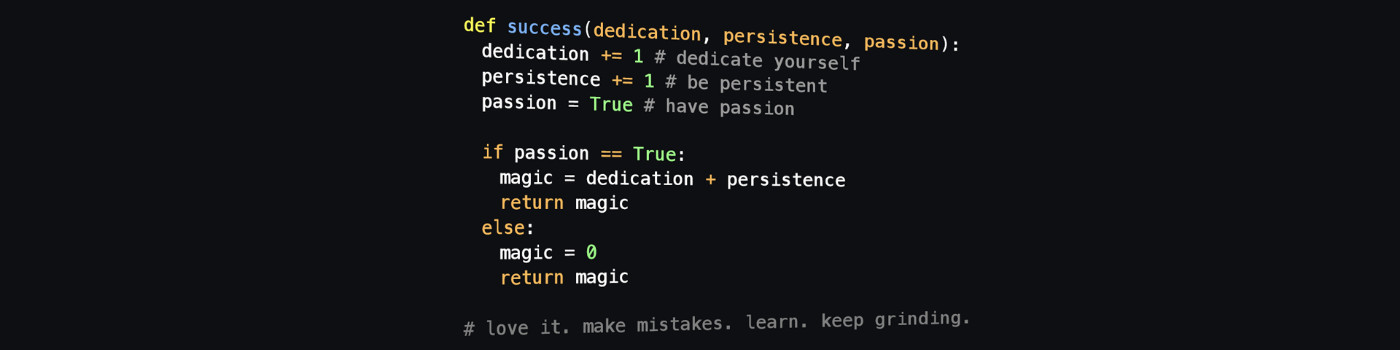 def success(dedication, persistence, passion):
  dedication += 1 # dedicate yourself
  persistence += 1 # be persistent
  passion = True # have passion

  if passion == True:
    magic = dedication + persistence
    return magic
  else:
    magic = 0
    return magic

# love it. make mistakes. learn. keep grinding.